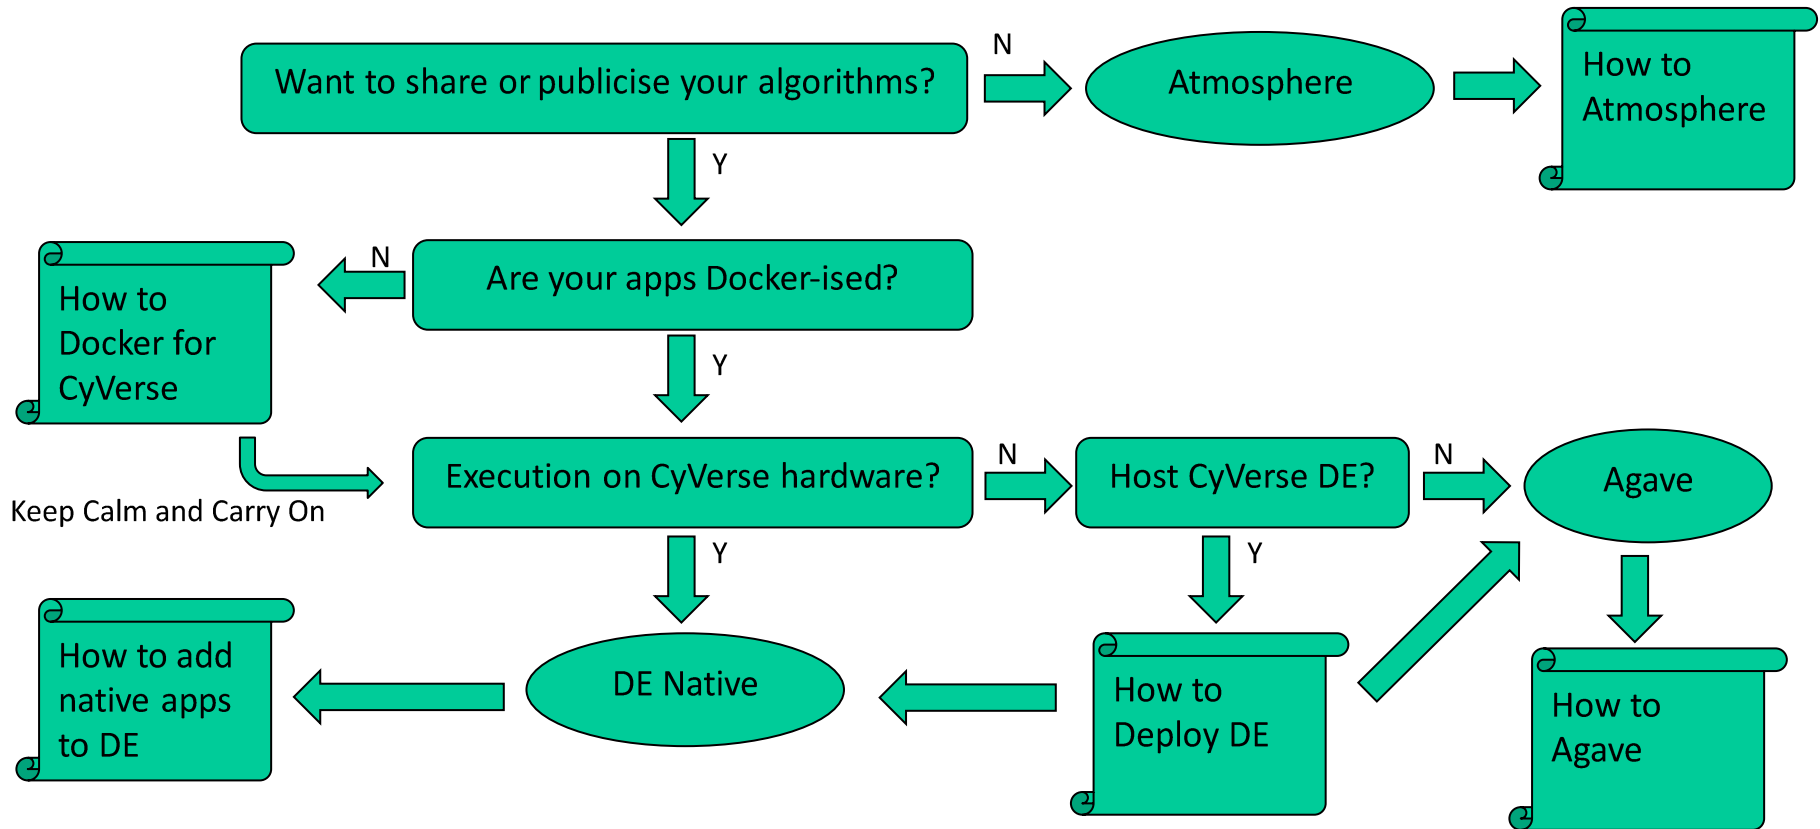 Want to share or publicise your algorithms?
N
Atmosphere
How to
Atmosphere
Y
How to
Docker for
CyVerse
N
Are your apps Docker-ised?
Y
Keep Calm and Carry On
Execution on CyVerse hardware?
N
Host CyVerse DE?
N
Agave
Y
Y
How to add
native apps
to DE
DE Native
How to
Deploy DE
How to
Agave